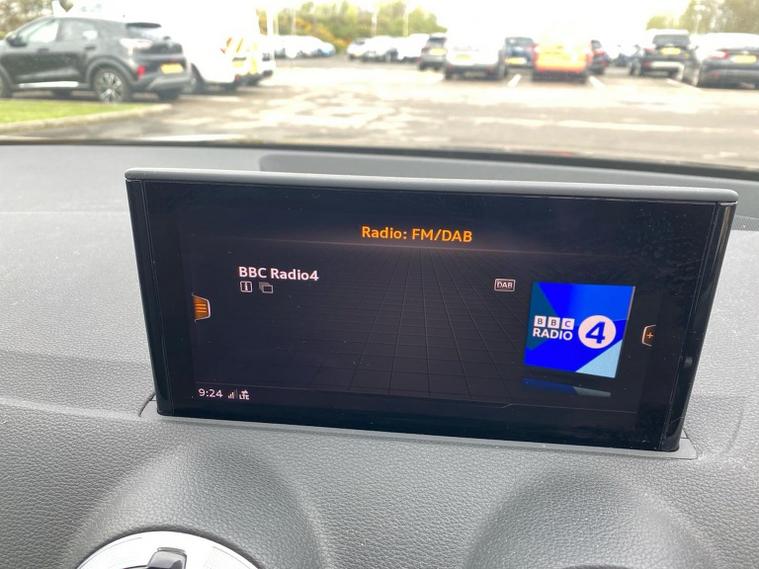 Radio: FM/DAB
BBC Radio4
DAB
BBC
RADIO 4
9:24 LTE